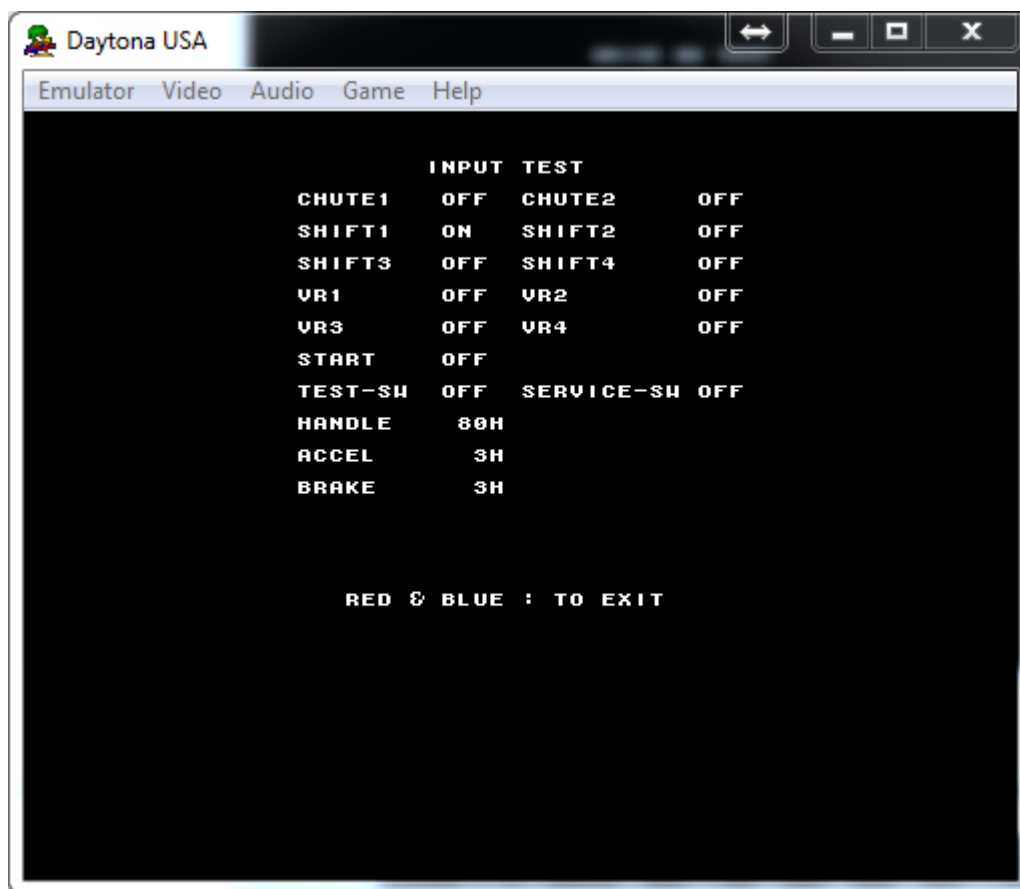 Daytona USA
Emulator Video Audio Game Help
INPUT TEST
CHUTE1 OFF CHUTE2 OFF
SHIFT1 ON SHIFT2 OFF
SHIFT3 OFF SHIFT4 OFF
VR1 OFF VR2 OFF
VR3 OFF VR4 OFF
START OFF
TEST-SW OFF SERVICE-SW OFF
HANDLE 80H
ACCEL 3H
BRAKE 3H
RED & BLUE : TO EXIT